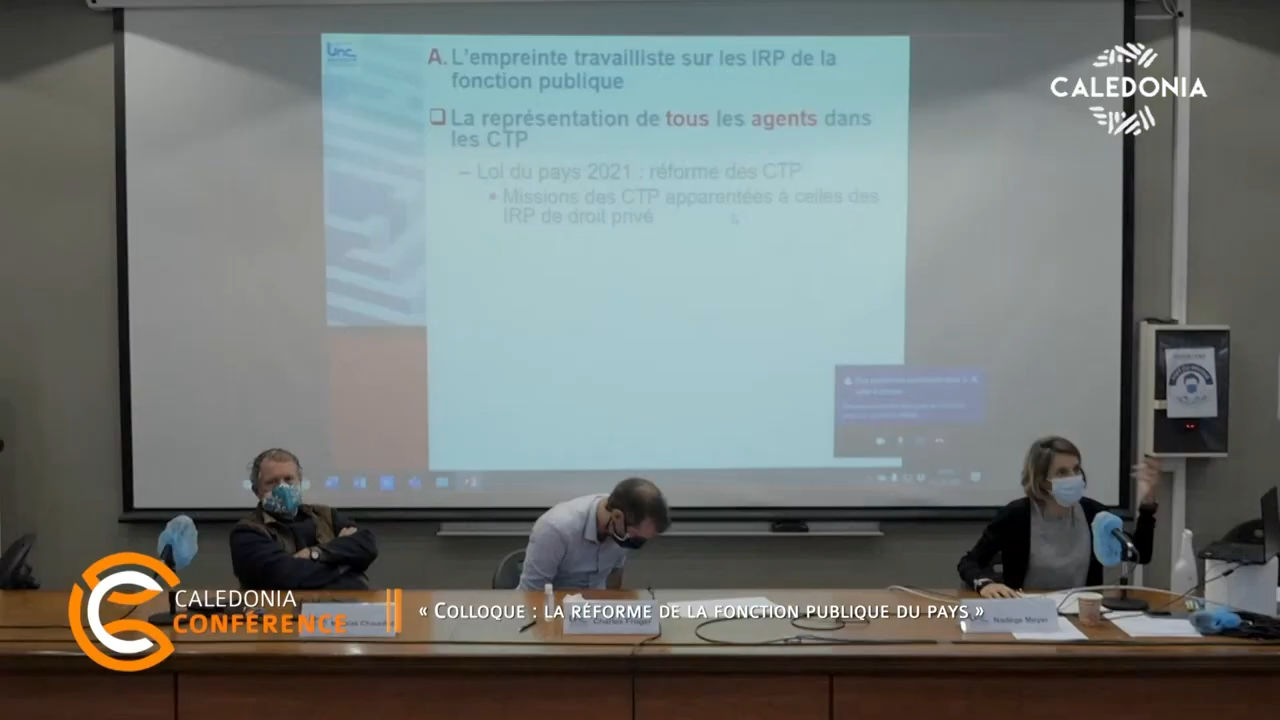 unc
A. L'empreinte travailliste sur les IRP de la
fonction publique
❑ La représentation de tous les agents dans
les CTP
– Loi du pays 2021 : réforme des CTP
• Missions des CTP apparentées à celles des
IRP de droit privé
CALEDONIA
CALEDONIA
CONFÉRENCE
« COLLOQUE : LA RÉFORME DE LA FONCTION PUBLIQUE DU PAYS »
Charles Froger
Nadège Meyer